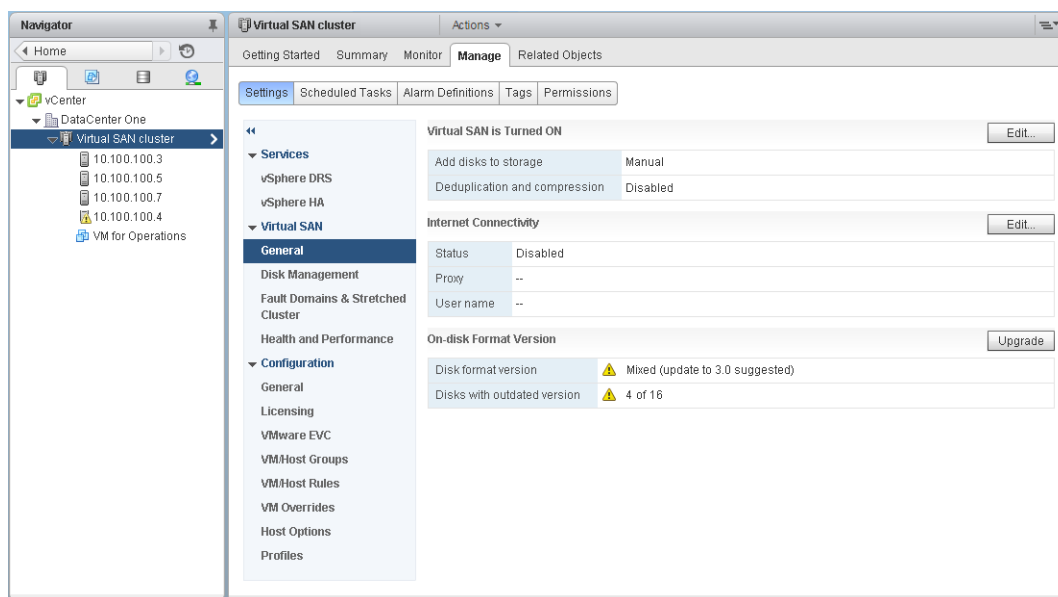 Navigator
Home
vCenter
DataCenter One
Virtual SAN cluster
10.100.100.3
10.100.100.5
10.100.100.7
10.100.100.4
VM for Operations
Virtual SAN cluster Actions
Getting Started Summary Monitor Manage Related Objects
Settings Scheduled Tasks Alarm Definitions Tags Permissions
Services
vSphere DRS
vSphere HA
Virtual SAN
General
Disk Management
Fault Domains & Stretched
Cluster
Health and Performance
Configuration
General
Licensing
VMware EVC
VM/Host Groups
VM/Host Rules
VM Overrides
Host Options
Profiles
Virtual SAN is Turned ON Edit...
Add disks to storage Manual
Deduplication and compression Disabled
Internet Connectivity Edit...
Status Disabled
Proxy --
User name --
On-disk Format Version Upgrade
Disk format version Mixed (update to 3.0 suggested)
Disks with outdated version 4 of 16